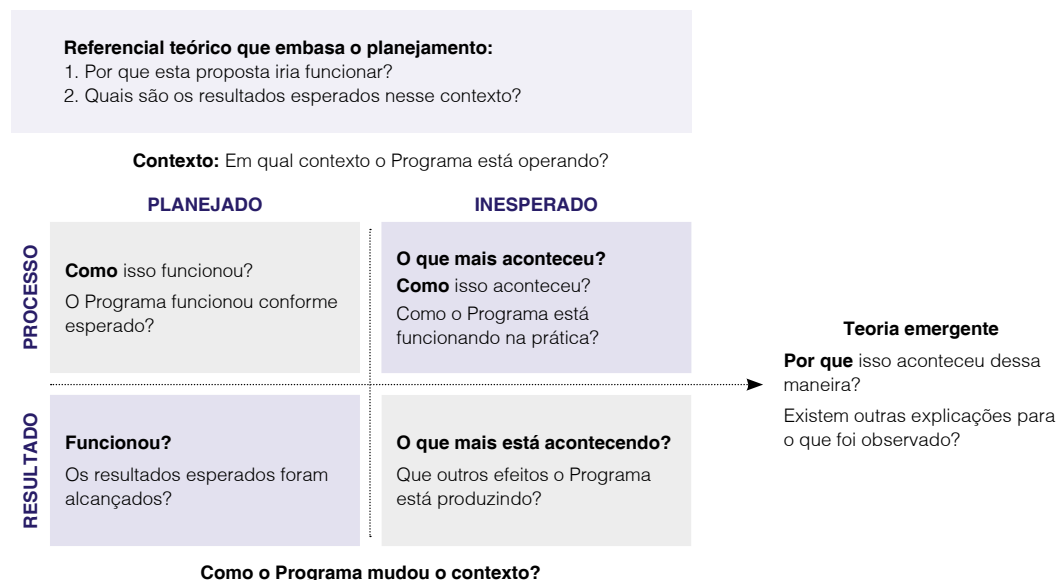 Referencial teórico que embasa o planejamento:
1. Por que esta proposta iria funcionar?
2. Quais são os resultados esperados nesse contexto?
Contexto: Em qual contexto o Programa está operando?
PLANEJADO
INESPERADO
PROCESSO
Como isso funcionou?
O Programa funcionou conforme
esperado?
O que mais aconteceu?
Como isso aconteceu?
Como o Programa está
funcionando na prática?
RESULTADO
Funcionou?
Os resultados esperados foram
alcançados?
O que mais está acontecendo?
Que outros efeitos o Programa
está produzindo?
Teoria emergente
Por que isso aconteceu dessa
maneira?
Existem outras explicações para
o que foi observado?
Como o Programa mudou o contexto?